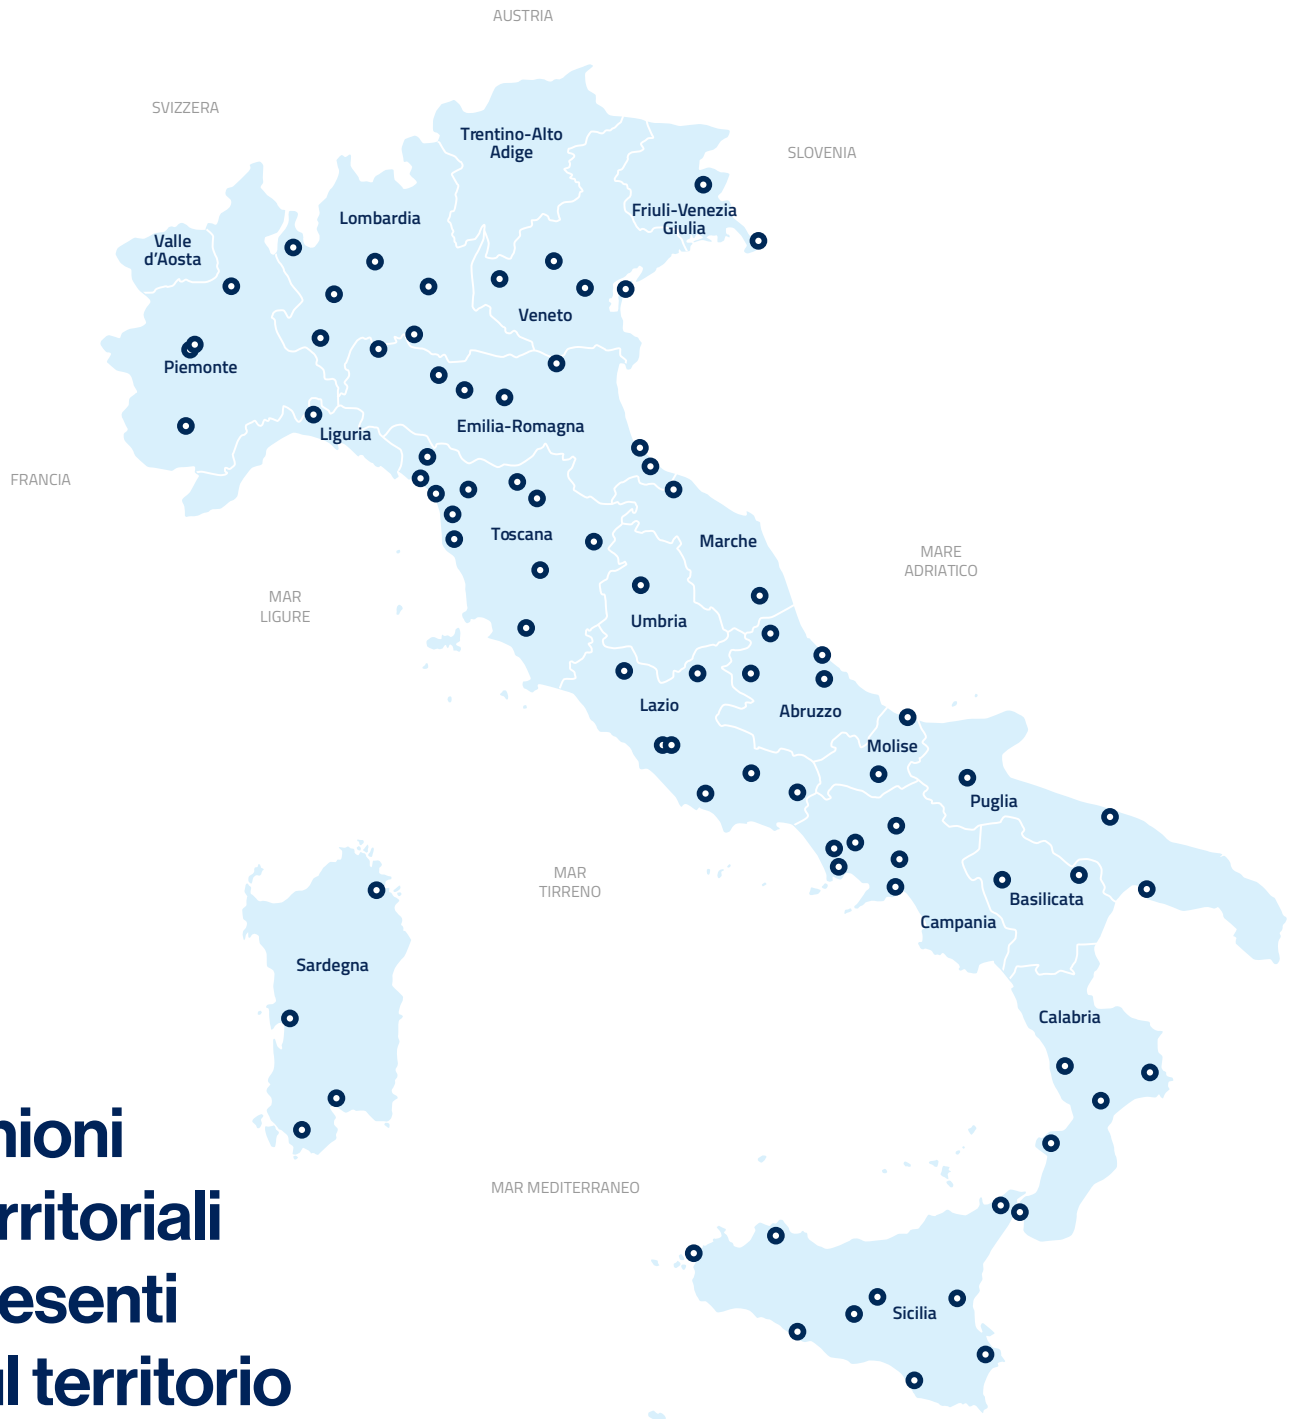 AUSTRIA
SVIZZERA
Trentino-Alto
Adige
SLOVENIA
Lombardia
Friuli-Venezia
Giulia
Valle
d'Aosta
Veneto
Piemonte
Emilia-Romagna
Liguria
FRANCIA
Toscana
Marche
MARE
ADRIATICO
MAR
LIGURE
Umbria
Lazio
Abruzzo
Molise
Puglia
MAR
TIRRENO
Basilicata
Campania
Sardegna
Calabria
MAR MEDITERRANEO
Sicilia
nioni
rritoriali
esenti
l territorio